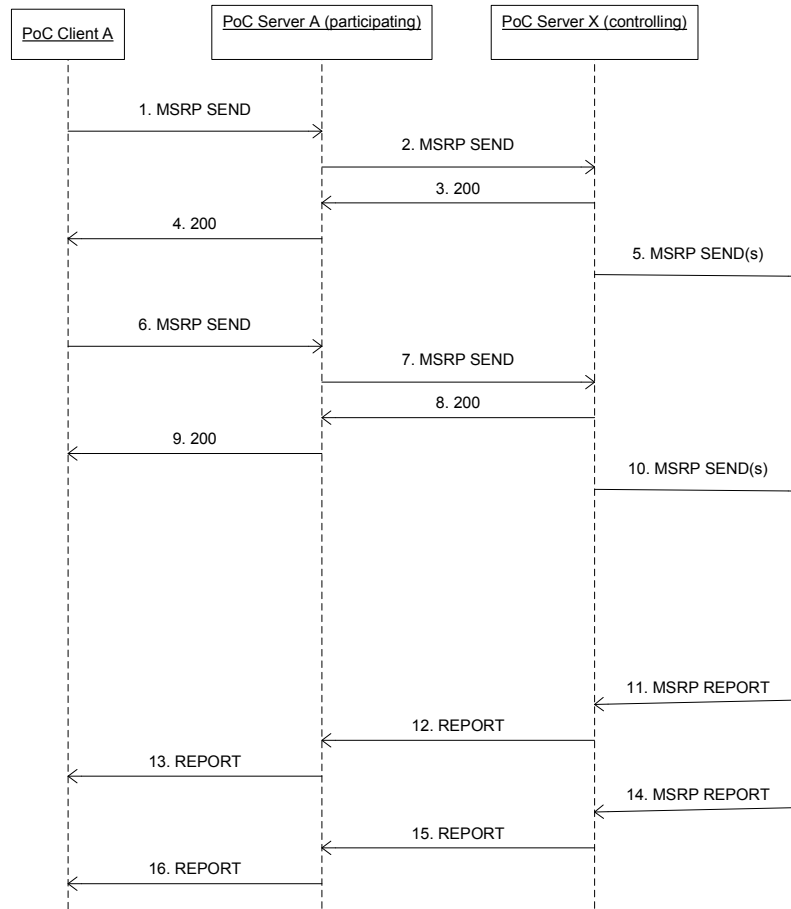 PoC Client A
PoC Server A (participating)
PoC Server X (controlling)
1. MSRP SEND
2. MSRP SEND
3. 200
4. 200
5. MSRP SEND(s)
6. MSRP SEND
7. MSRP SEND
8. 200
9. 200
10. MSRP SEND(s)
11. MSRP REPORT
12. REPORT
13. REPORT
14. MSRP REPORT
15. REPORT
16. REPORT